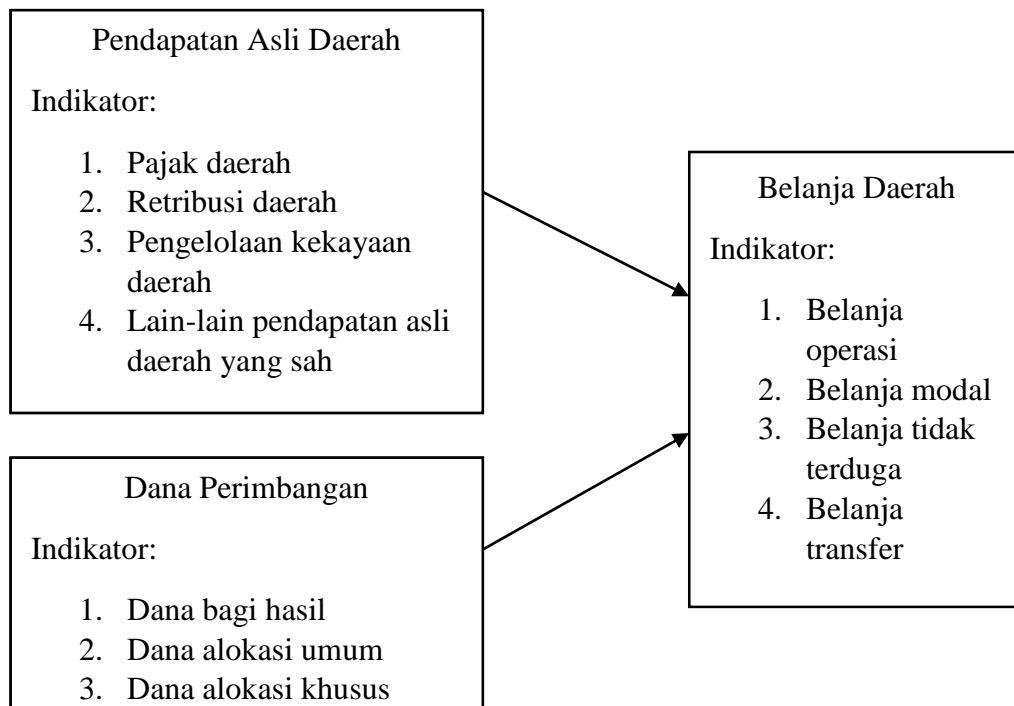 Pendapatan Asli Daerah
Indikator:
1. Pajak daerah
2. Retribusi daerah
3. Pengelolaan kekayaan
daerah
4. Lain-lain pendapatan asli
daerah yang sah
Dana Perimbangan
Indikator:
1. Dana bagi hasil
2. Dana alokasi umum
3. Dana alokasi khusus
Belanja Daerah
Indikator:
1. Belanja
operasi
2. Belanja modal
3. Belanja tidak
terduga
4. Belanja
transfer